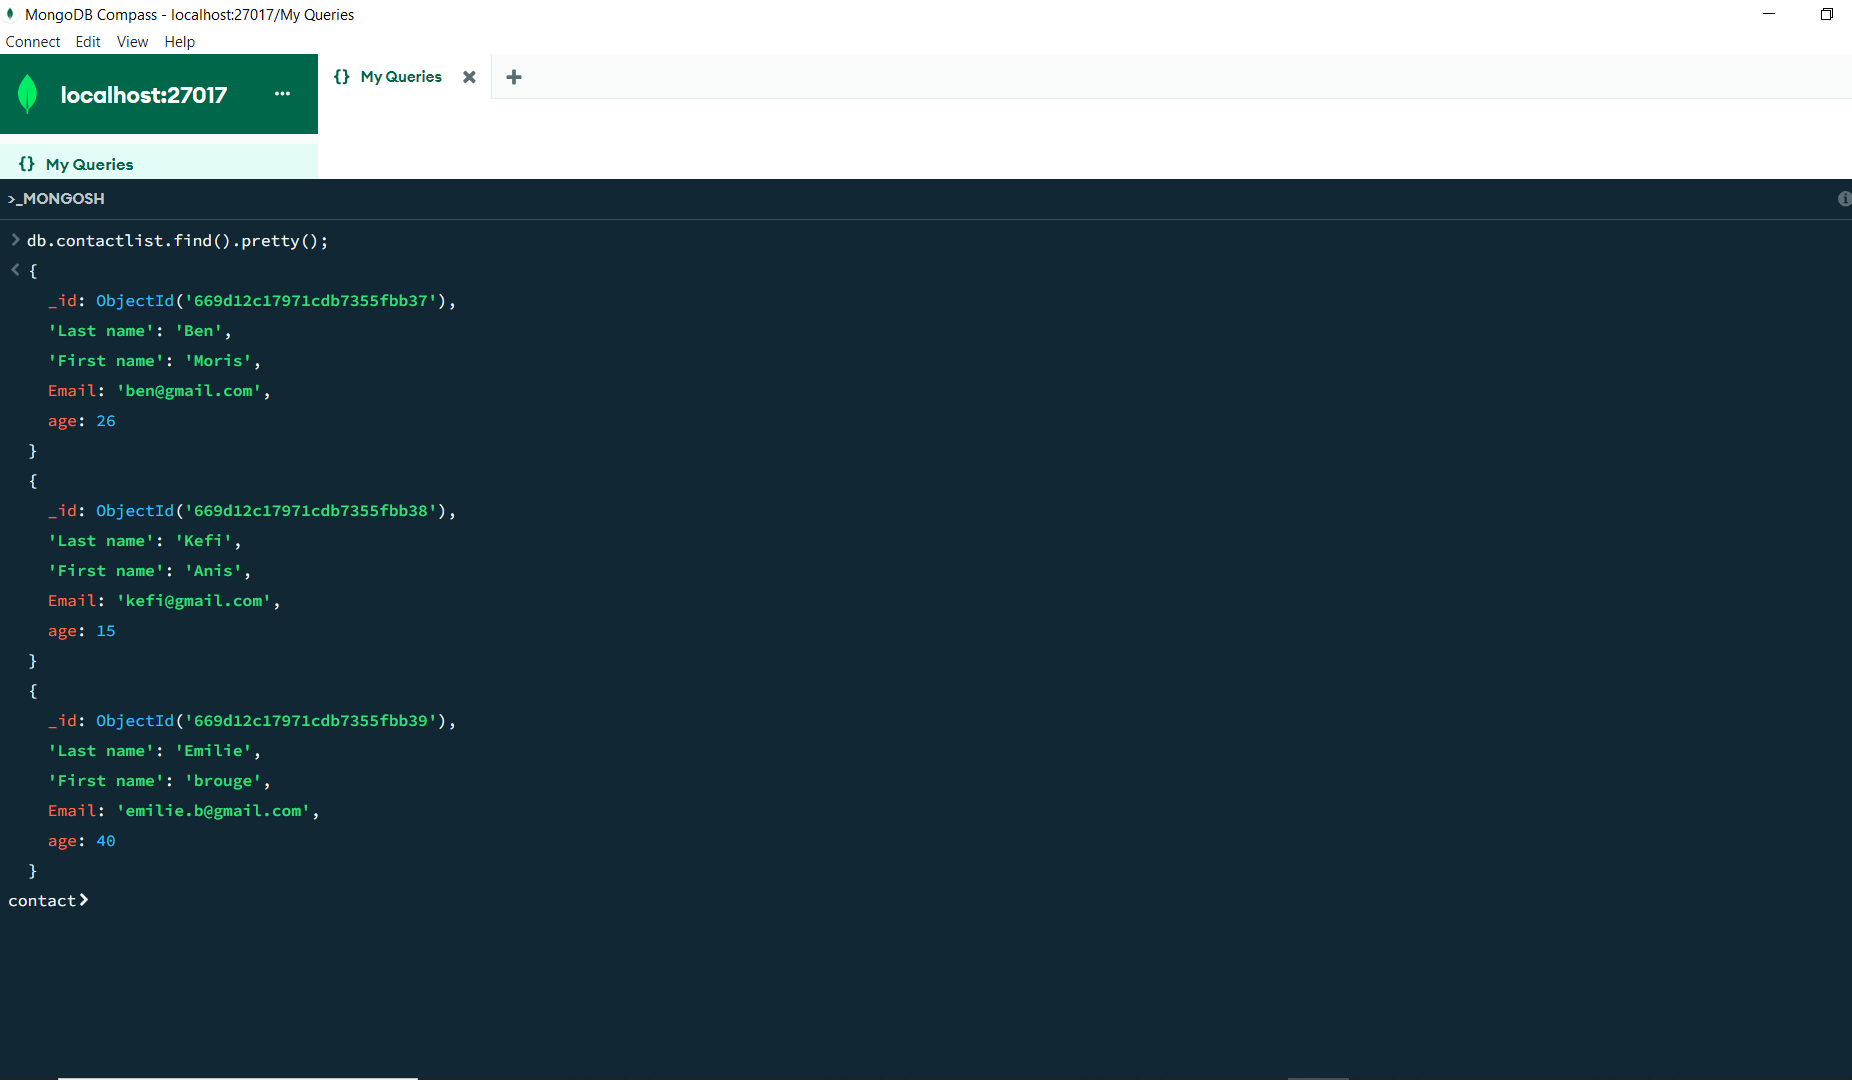 MongoDB Compass - localhost:27017/My Queries
Connect Edit View Help
localhost:27017 ...
{} My Queries
{} My Queries
>_MONGOSH
> db.contactlist.find().pretty();
< {
_id: ObjectId('669d12c17971cdb7355fbb37'),
'Last name': 'Ben',
'First name': 'Moris',
Email: 'ben@gmail.com',
age: 26
}
{
_id: ObjectId('669d12c17971cdb7355fbb38'),
'Last name': 'Kefi',
'First name': 'Anis',
Email: 'kefi@gmail.com',
age: 15
}
{
_id: ObjectId('669d12c17971cdb7355fbb39'),
'Last name': 'Emilie',
'First name': 'brouge',
Email: 'emilie.b@gmail.com',
age: 40
}
contact>